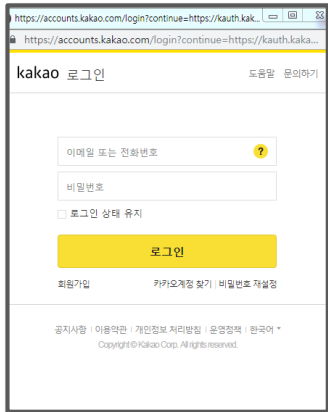 https://accounts.kakao.com/login?continue=https://kauth.kak...
https://accounts.kakao.com/login?continue=https://kauth.kaka...
kakao 로그인 도움말 문의하기
이메일 또는 전화번호 ?
비밀번호
로그인 상태 유지
로그인
회원가입 카카오계정 찾기 | 비밀번호 재설정
공지사항 | 이용약관 | 개인정보 처리방침 | 운영정책 | 한국어
Copyright © Kakao Corp. All rights reserved.